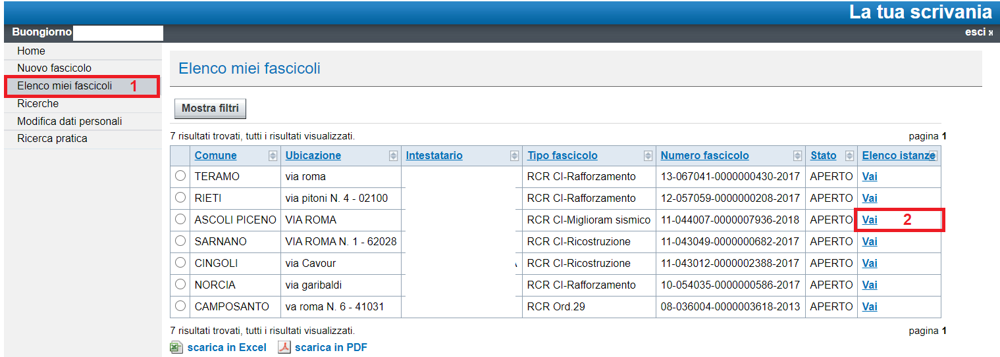 La tua scrivania
Buongiorno
esci x
Home
Nuovo fascicolo
Elenco miei fascicoli 1
Ricerche
Modifica dati personali
Ricerca pratica
Elenco miei fascicoli
Mostra filtri
7 risultati trovati, tutti i risultati visualizzati. pagina 1
Comune Ubicazione Intestatario Tipo fascicolo Numero fascicolo Stato Elenco istanze
TERAMO via roma RCR CI-Rafforzamento 13-067041-0000000430-2017 APERTO Vai
RIETI via pitoni N. 4 - 02100 RCR CI-Rafforzamento 12-057059-0000000208-2017 APERTO Vai
ASCOLI PICENO VIA ROMA RCR CI-Miglioram sismico 11-044007-0000007936-2018 APERTO Vai 2
SARNANO VIA ROMA N. 1 - 62028 RCR CI-Ricostruzione 11-043049-0000000682-2017 APERTO Vai
CINGOLI via Cavour RCR CI-Ricostruzione 11-043012-0000002388-2017 APERTO Vai
NORCIA via garibaldi RCR CI-Rafforzamento 10-054035-0000000586-2017 APERTO Vai
CAMPOSANTO va roma N. 6 - 41031 RCR Ord.29 08-036004-0000003618-2013 APERTO Vai
7 risultati trovati, tutti i risultati visualizzati. pagina 1
scarica in Excel scarica in PDF